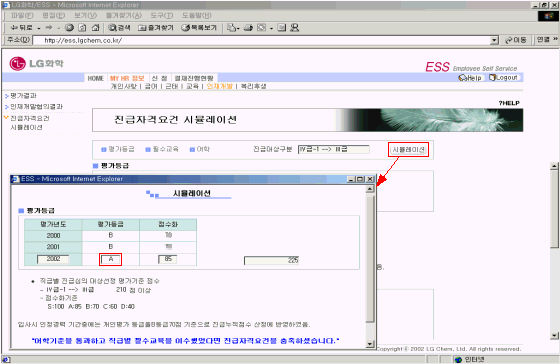 LG화학/ESS - Microsoft Internet Explorer
파일(F) 편집(E) 보기(V) 즐겨찾기(A) 도구(T) 도움말(H)
뒤로 검색 즐겨찾기 목록보기
주소(D) http://ess.lgchem.co.kr/ 이동 연결 »
LG화학
ESS Employee Self Service
Help Logout
HOME MY HR 정보 신청 결재진행현황
개인사항 | 급여 | 근태 | 교육 | 인재개발 | 복리후생
평가결과
인재개발협의결과
진급자격요건
시뮬레이션
?HELP
진급자격요건 시뮬레이션
평가등급 필수교육 어학 진급대상구분 Ⅳ급-1 --> Ⅲ급 시뮬레이션
평가등급
ESS - Microsoft Internet Explorer
시뮬레이션
평가등급
평가년도 평가등급 점수화
2000 B 70
2001 B 70
2002 A 85 225
직급별 진급심의 대상선정 평가기준 점수
- Ⅳ급-1 --> Ⅲ급 210 점 이상
- 점수화기준
S:100 A:85 B:70 C:60 D:40
입사시 인정경력 기간중에는 개인평가 등급을B등급70점 기준으로 진급누적점수 산정에 반영하였음.
"어학기준을 통과하고 직급별 필수교육을 이수했었다면 진급자격요건을 충족하셨습니다."
Copyright © 2002 LG Chem, Ltd. All rights reserved.
인터넷